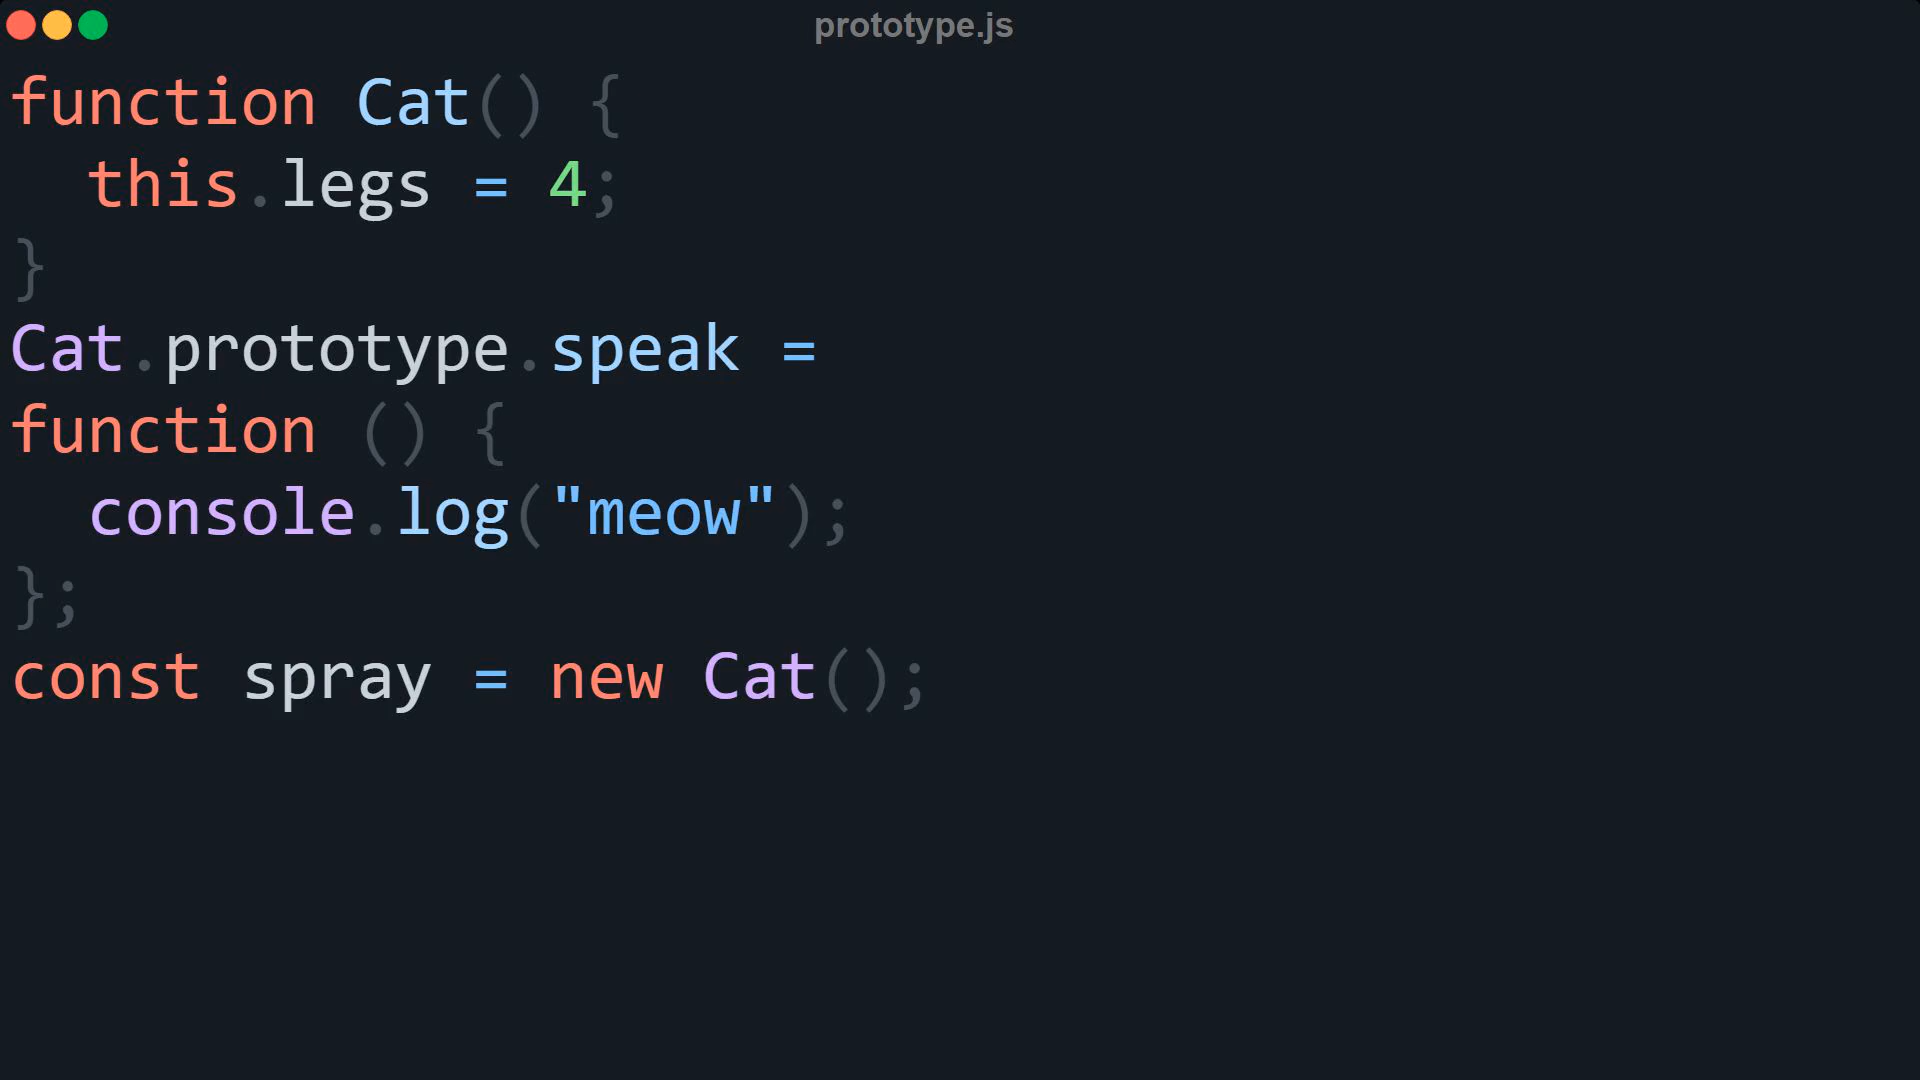 prototype.js
function Cat() {
  this.legs = 4;
}
Cat.prototype.speak =
function () {
  console.log("meow");
};
const spray = new Cat();